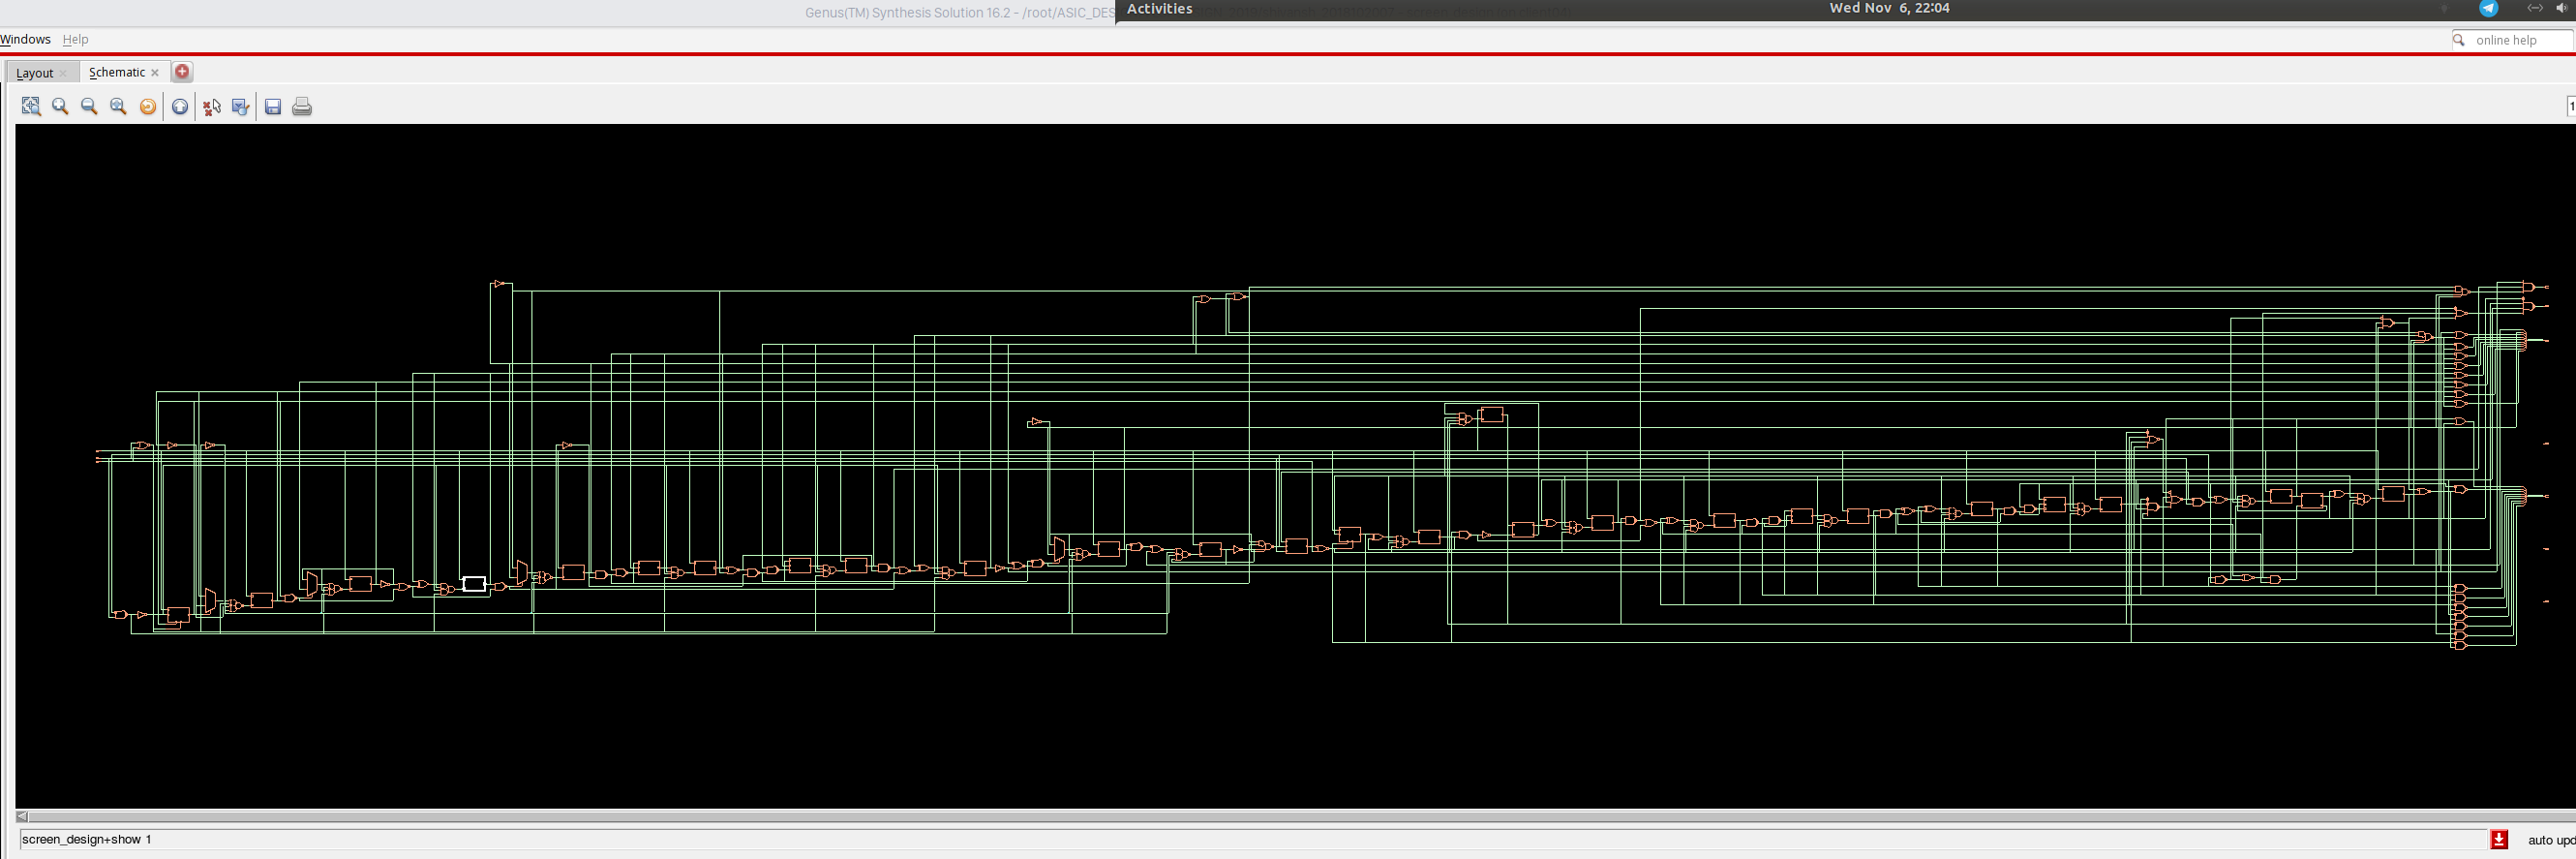 Genus(TM) Synthesis Solution 16.2 - /root/ASIC_DES
Activities
Wed Nov 6, 22:04
Windows Help
online help
Layout
Schematic
1
screen_design+show 1
auto upd